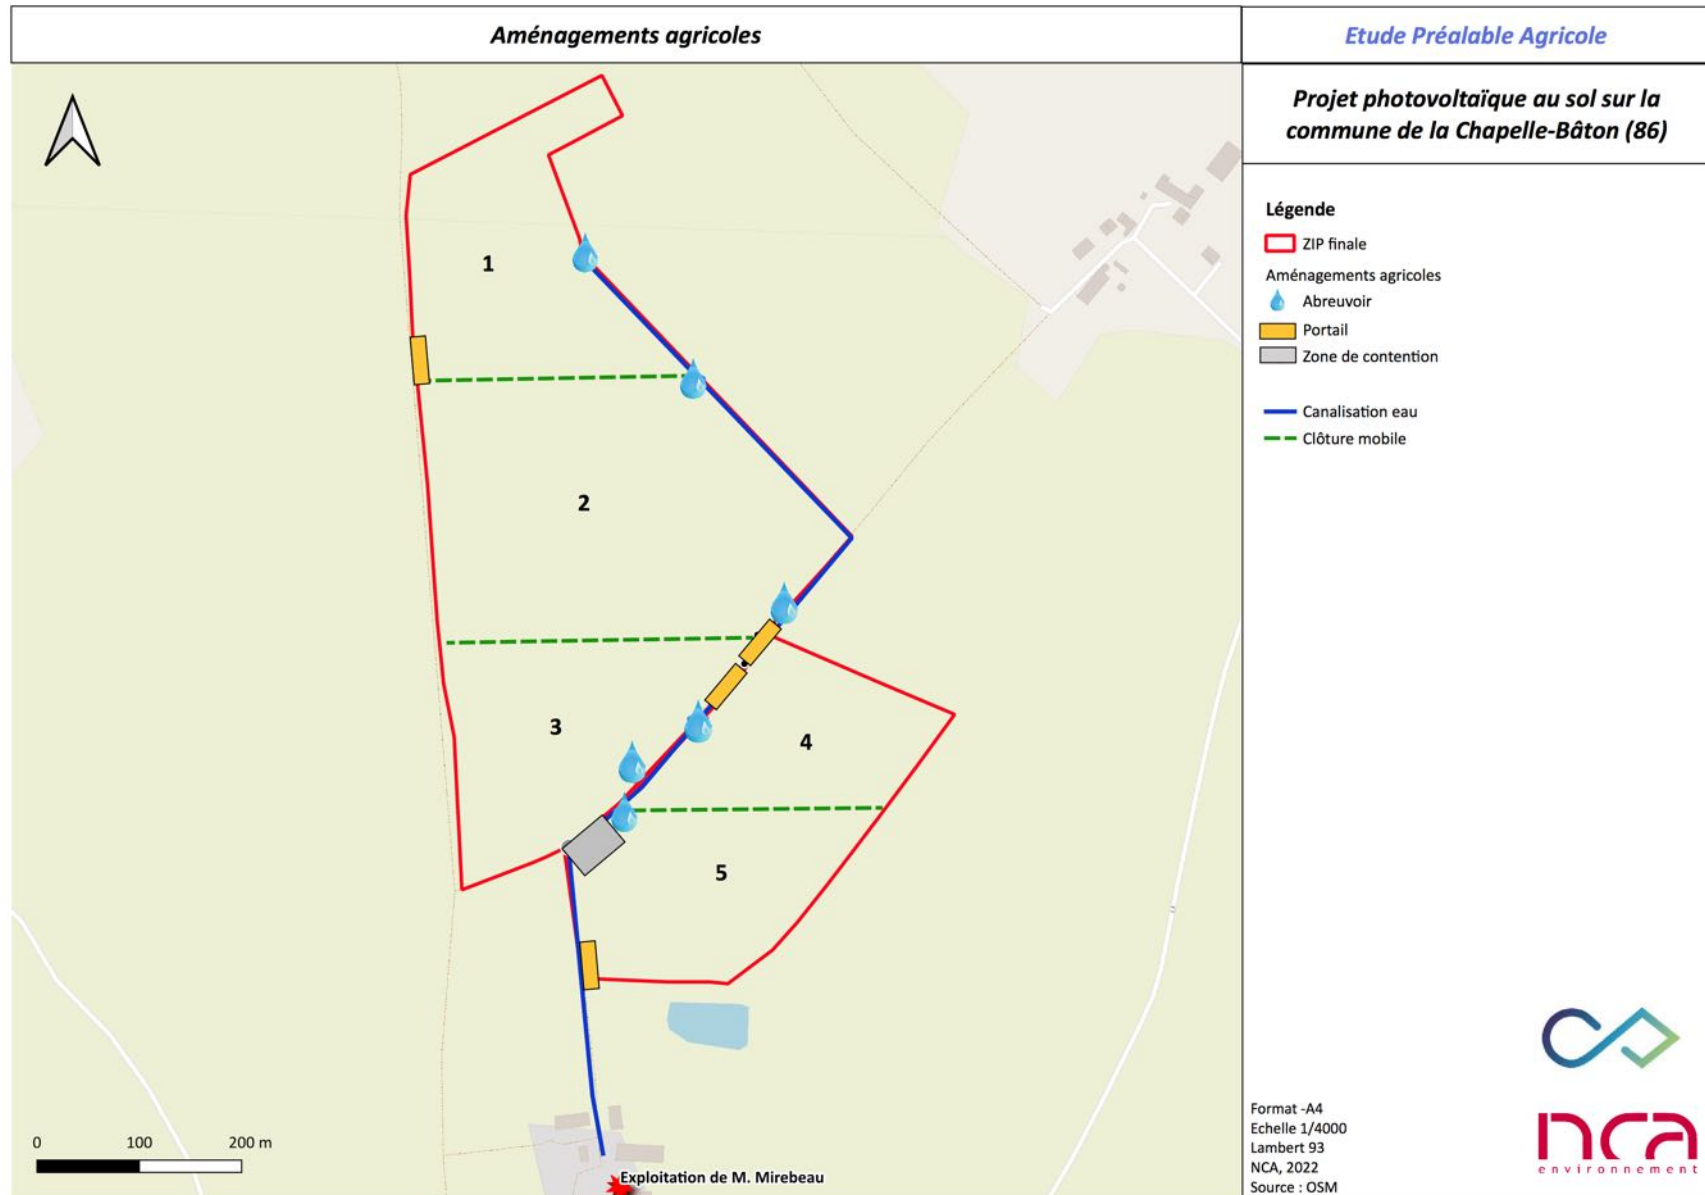 Aménagements agricoles
Etude Préalable Agricole
Projet photovoltaïque au sol sur la
commune de la Chapelle-Bâton (86)
Légende
ZIP finale
Aménagements agricoles
Abreuvoir
Portail
Zone de contention
Canalisation eau
Clôture mobile
1
2
3
4
5
0 100 200 m
Exploitation de M. Mirebeau
Format -A4
Echelle 1/4000
Lambert 93
NCA, 2022
Source : OSM
nca
environnement